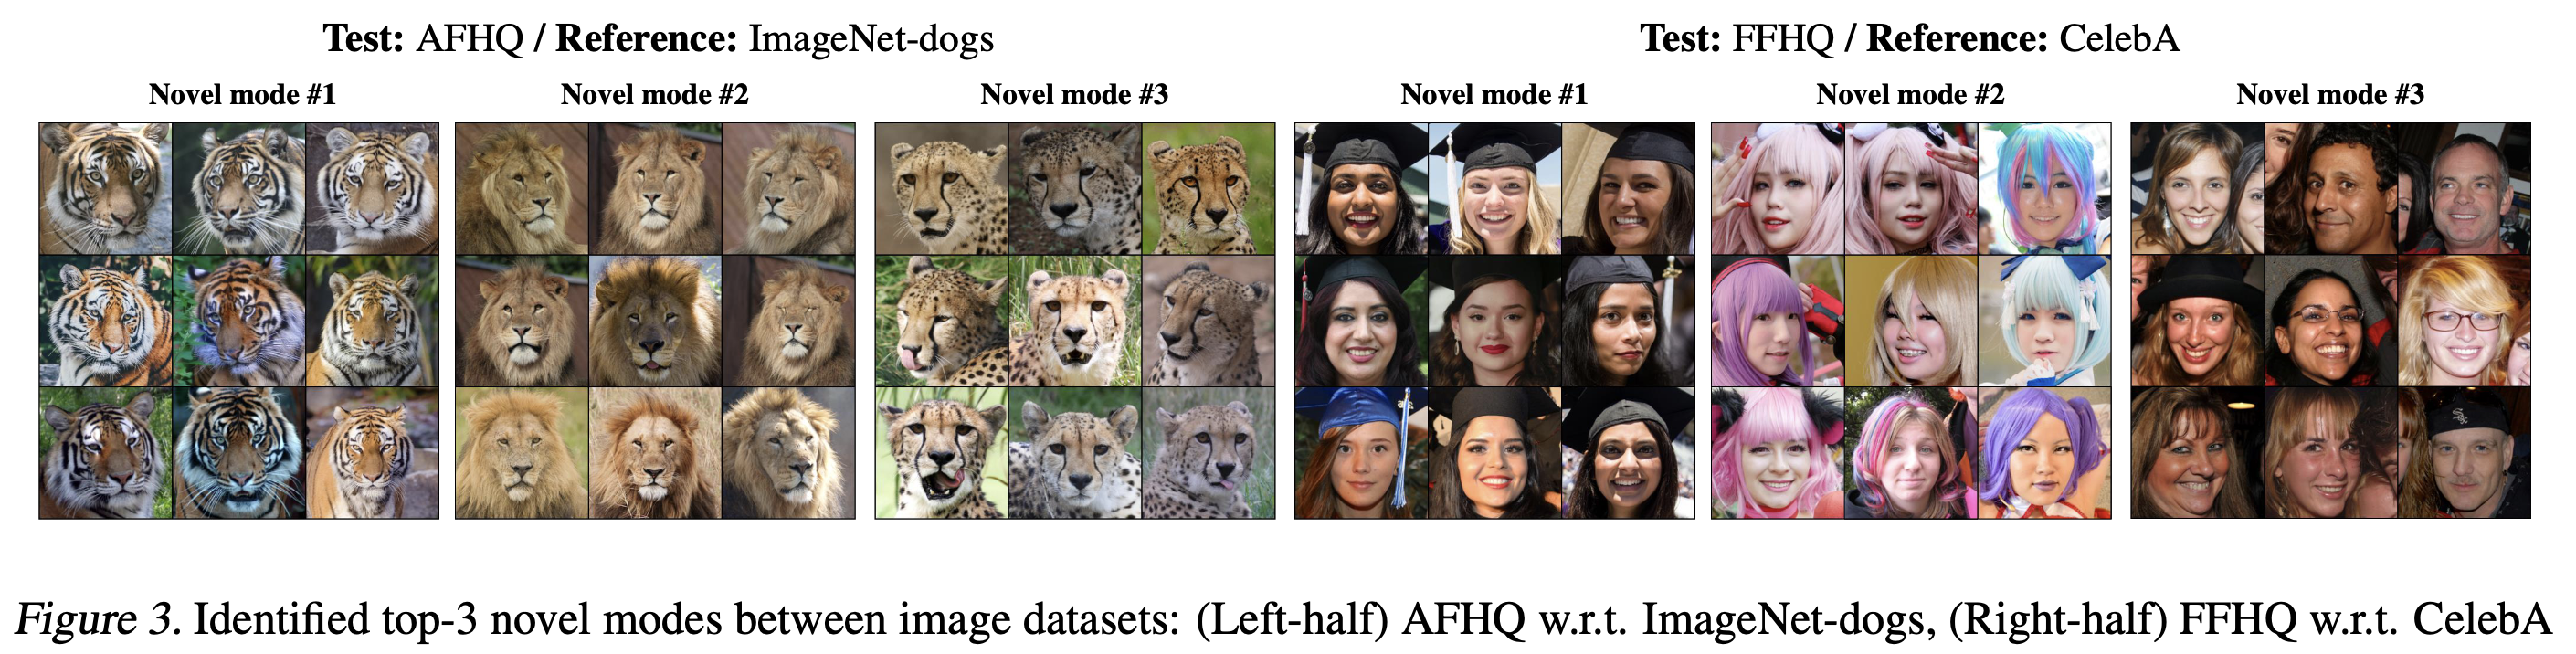 Test: AFHQ / Reference: ImageNet-dogs
Test: FFHQ / Reference: CelebA
Novel mode #1
Novel mode #2
Novel mode #3
Novel mode #1
Novel mode #2
Novel mode #3
Figure 3. Identified top-3 novel modes between image datasets: (Left-half) AFHQ w.r.t. ImageNet-dogs, (Right-half) FFHQ w.r.t. CelebA